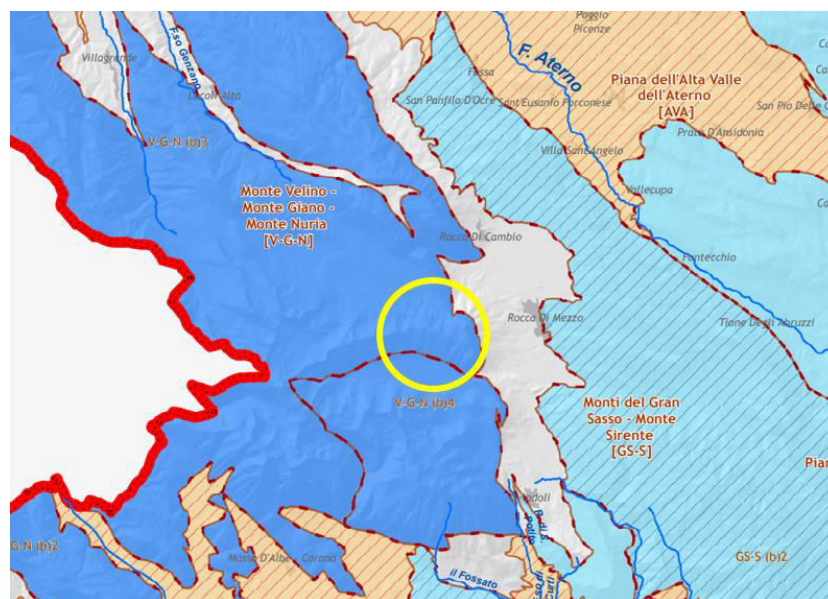 Poggio
Picenze
Villagrande
F.so Genzano
Lucoli Alto
Fossa
F. Aterno
San Panfilo D'Ocre
Sant'Eusanio Forconese
Piana dell'Alta Valle
dell'Aterno
[AVA]
San Pio Delle
Prata D'Ansidonia
V-G-N (b)3
Villa Sant'Angelo
Monte Velino -
Monte Giano -
Monte Nuria
[V-G-N]
Vallecupa
Rocca Di Cambio
Fontecchio
Rocca Di Mezzo
Tione Degli Abruzzi
V-G-N (b)4
Monti del Gran
Sasso - Monte
Sirente
[GS-S]
Pian
G-N (b)2
Massa D'Albe - Corona
GS-S (b)2
il Fossato